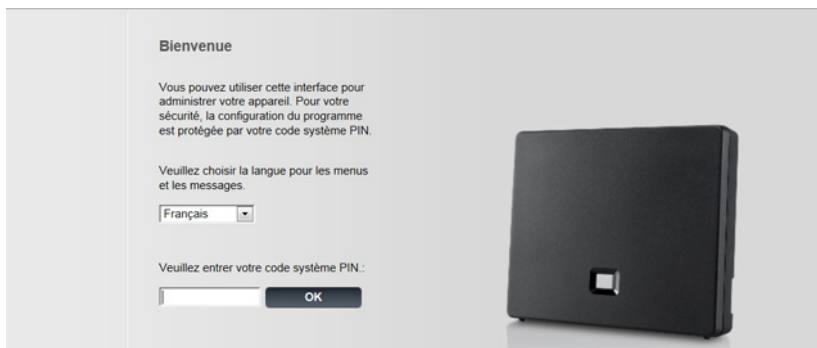 Bienvenue
Vous pouvez utiliser cette interface pour
administrer votre appareil. Pour votre
sécurité, la configuration du programme
est protégée par votre code système PIN.
Veuillez choisir la langue pour les menus
et les messages.
Français
Veuillez entrer votre code système PIN.:
OK